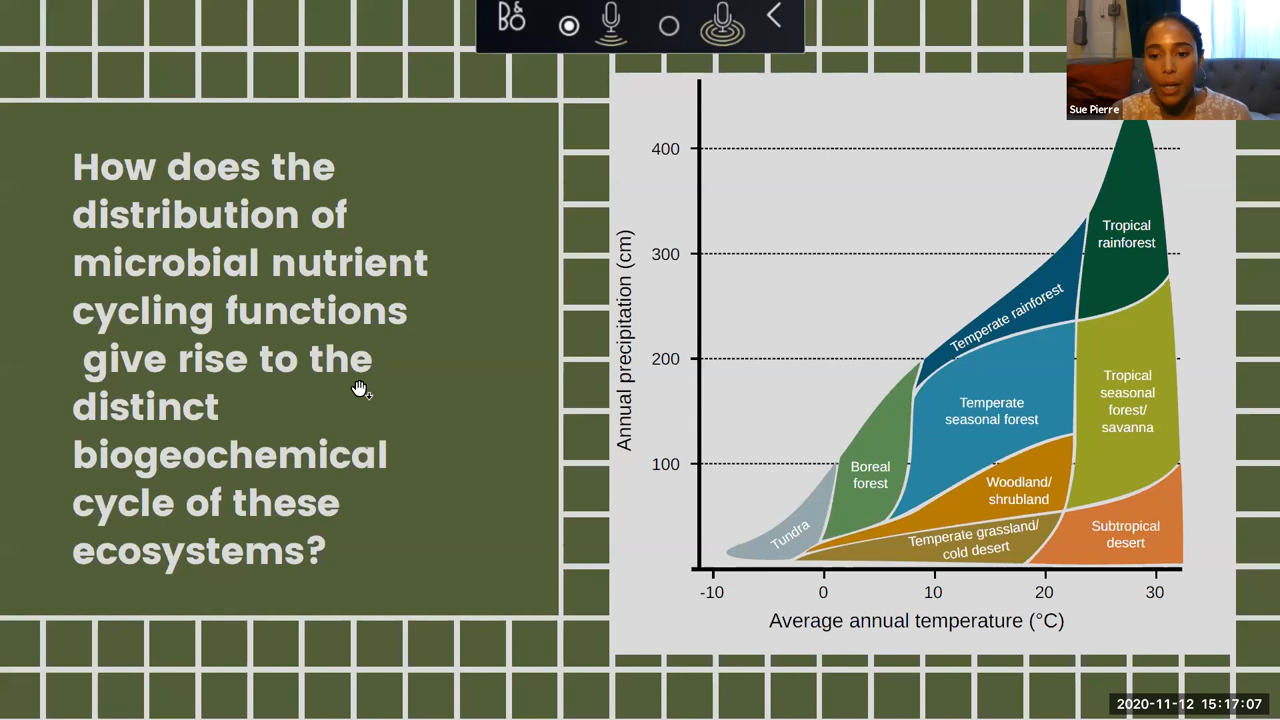 B&
O
Sue Pierre
How does the
distribution of
microbial nutrient
cycling functions
give rise to the
distinct
biogeochemical
cycle of these
ecosystems?
Annual precipitation (cm)
400
300
200
100
Tropical
rainforest
Temperate rainforest
Tropical
seasonal
forest/
savanna
Temperate
seasonal forest
Boreal
forest
Woodland/
shrubland
Tundra
Temperate grassland/
cold desert
Subtropical
desert
-10 0 10 20 30
Average annual temperature (°C)
2020-11-12 15:17:07